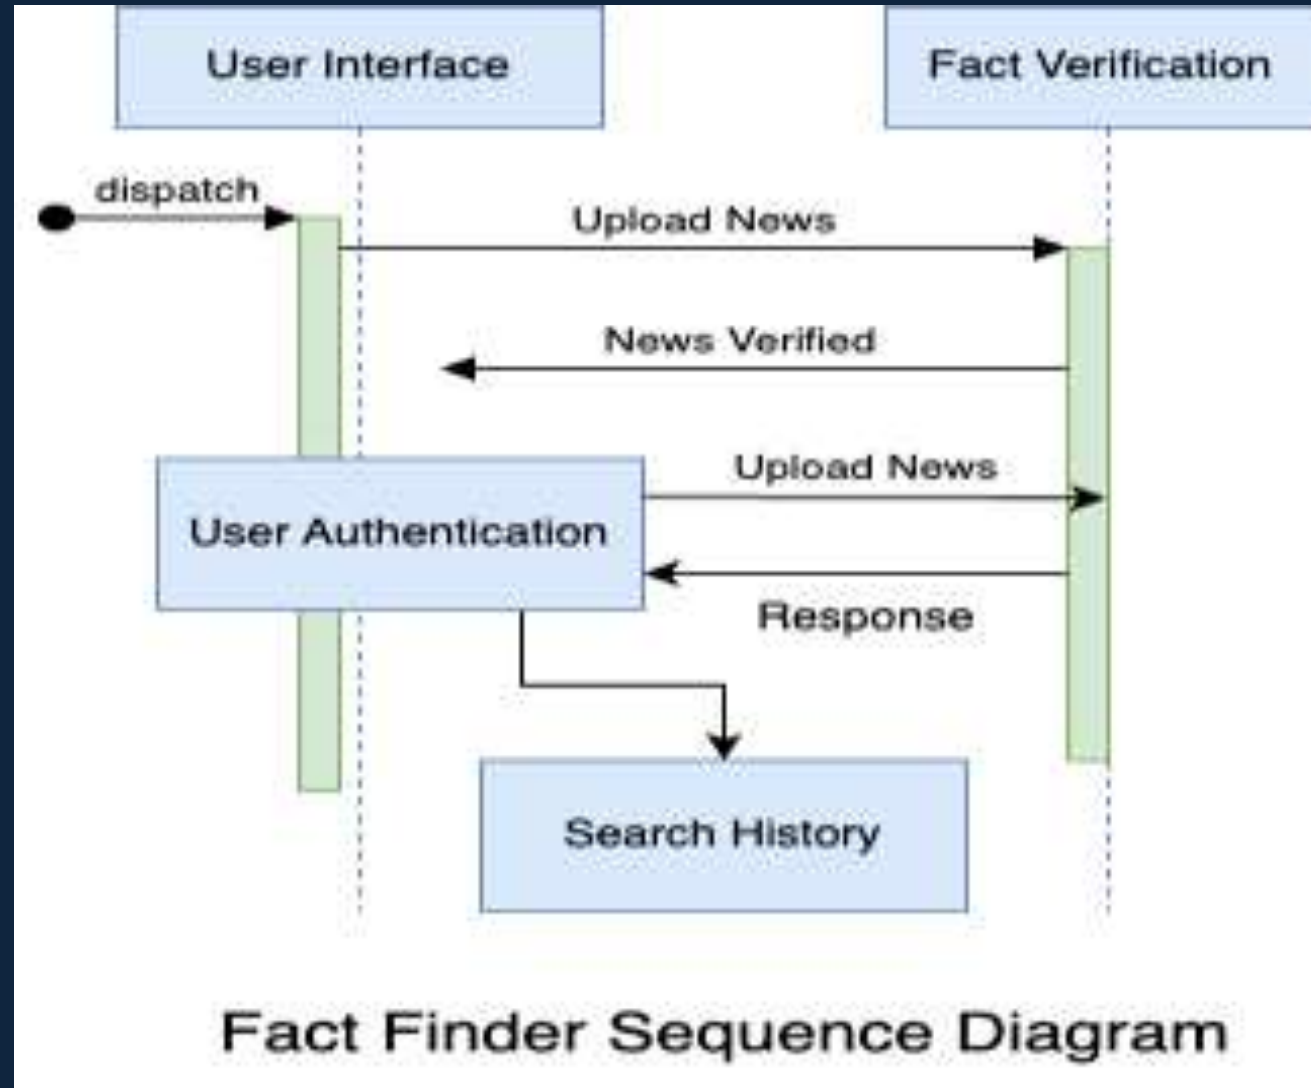 User Interface
Fact Verification
dispatch
Upload News
News Verified
Upload News
User Authentication
Response
Search History
Fact Finder Sequence Diagram